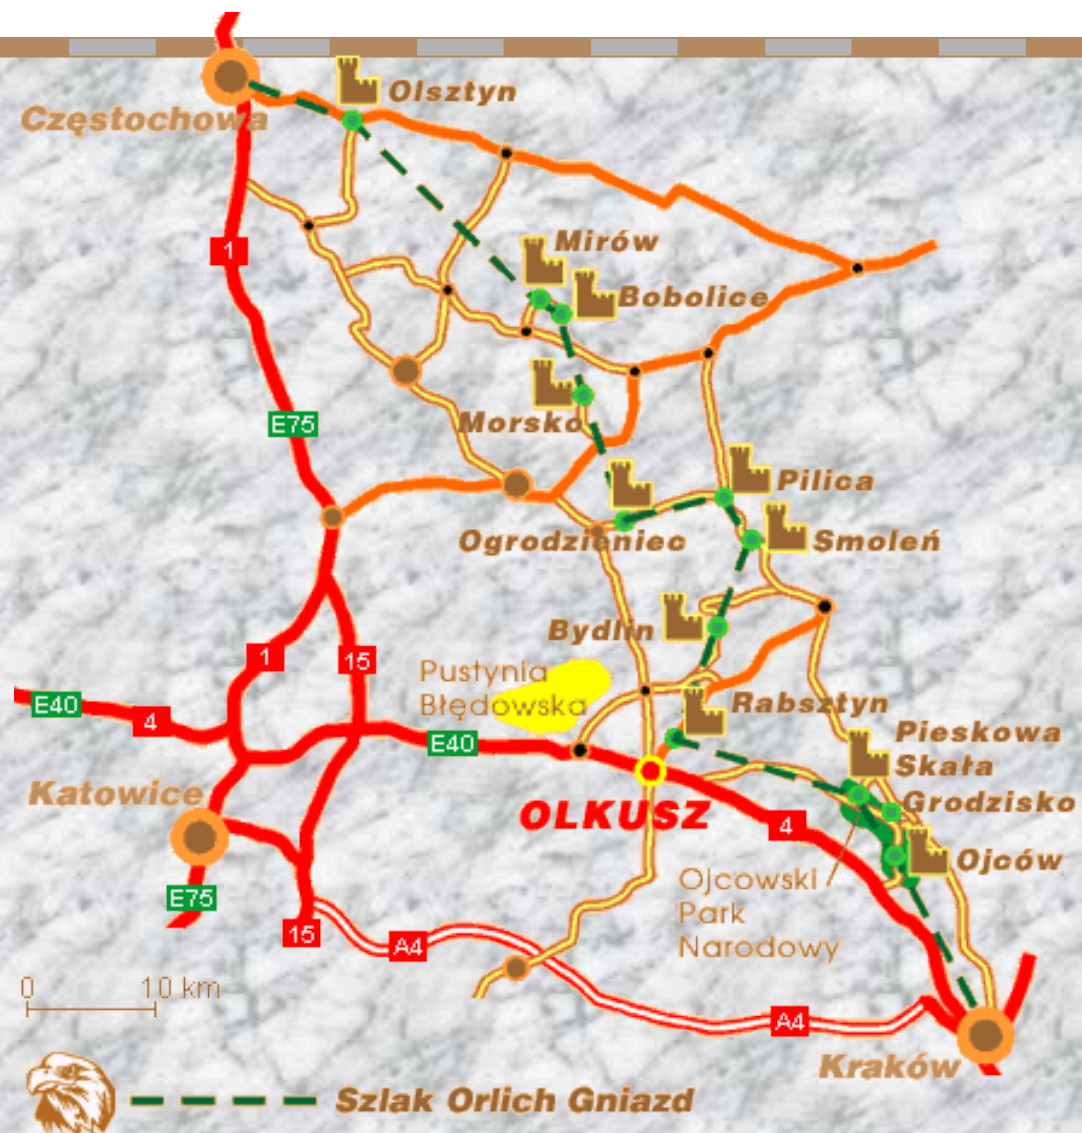 Olsztyn
Częstochowa
1
Mirów
Bobolice
E75
Morsko
Pilica
Ogrodzieniec
Smoleń
Bydlin
1
15
Pustynia
Błędowska
E40
4
E40
Rabsztyn
Pieskowa
Skała
Katowice
OLKUSZ
4
Grodzisko
Ojców
E75
Ojcowski
Park
Narodowy
15
A4
0 10 km
A4
Kraków
Szlak Orlich Gniazd